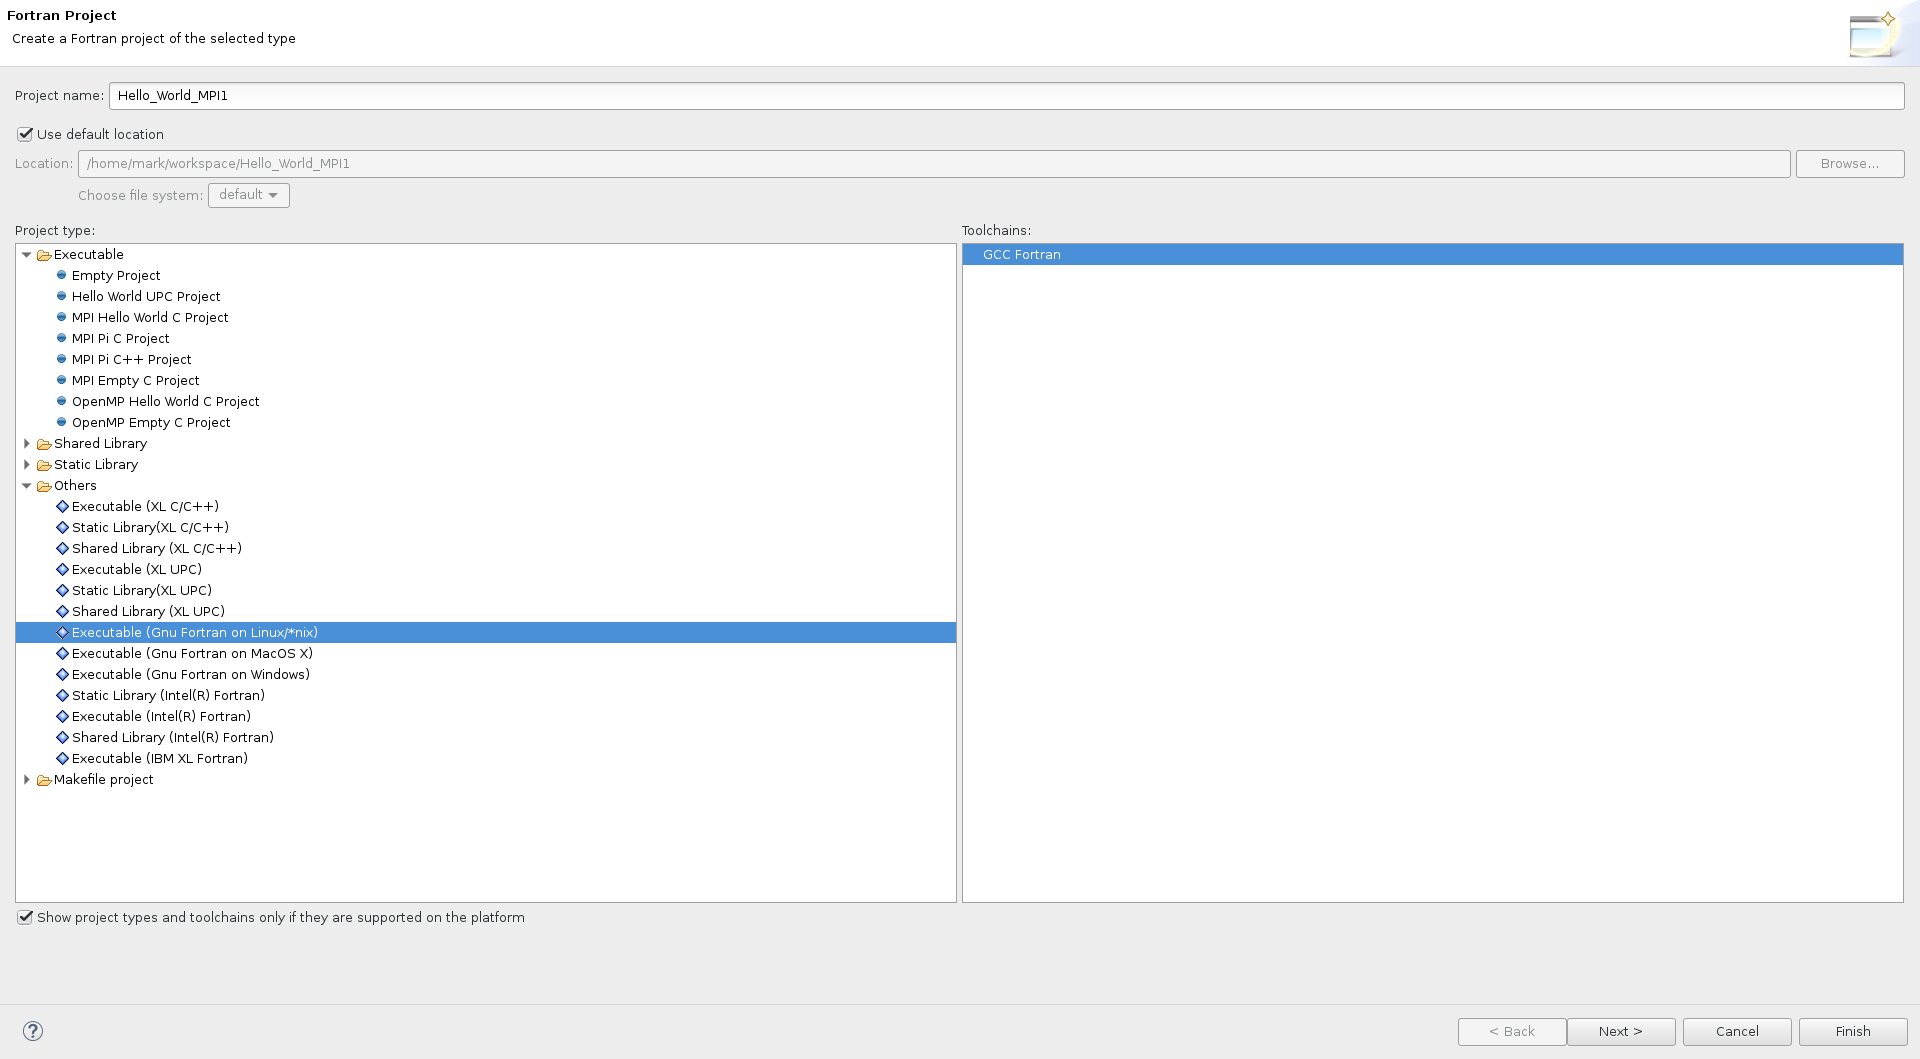 Fortran Project
Create a Fortran project of the selected type
Project name: Hello_World_MPI1
Use default location
Location: /home/mark/workspace/Hello_World_MPI1 Browse...
Choose file system: default
Project type: Toolchains:
Executable GCC Fortran
Empty Project
Hello World UPC Project
MPI Hello World C Project
MPI Pi C Project
MPI Pi C++ Project
MPI Empty C Project
OpenMP Hello World C Project
OpenMP Empty C Project
Shared Library
Static Library
Others
Executable (XL C/C++)
Static Library(XL C/C++)
Shared Library (XL C/C++)
Executable (XL UPC)
Static Library(XL UPC)
Shared Library (XL UPC)
Executable (Gnu Fortran on Linux/*nix)
Executable (Gnu Fortran on MacOS X)
Executable (Gnu Fortran on Windows)
Static Library (Intel(R) Fortran)
Executable (Intel(R) Fortran)
Shared Library (Intel(R) Fortran)
Executable (IBM XL Fortran)
Makefile project
Show project types and toolchains only if they are supported on the platform
? < Back Next > Cancel Finish